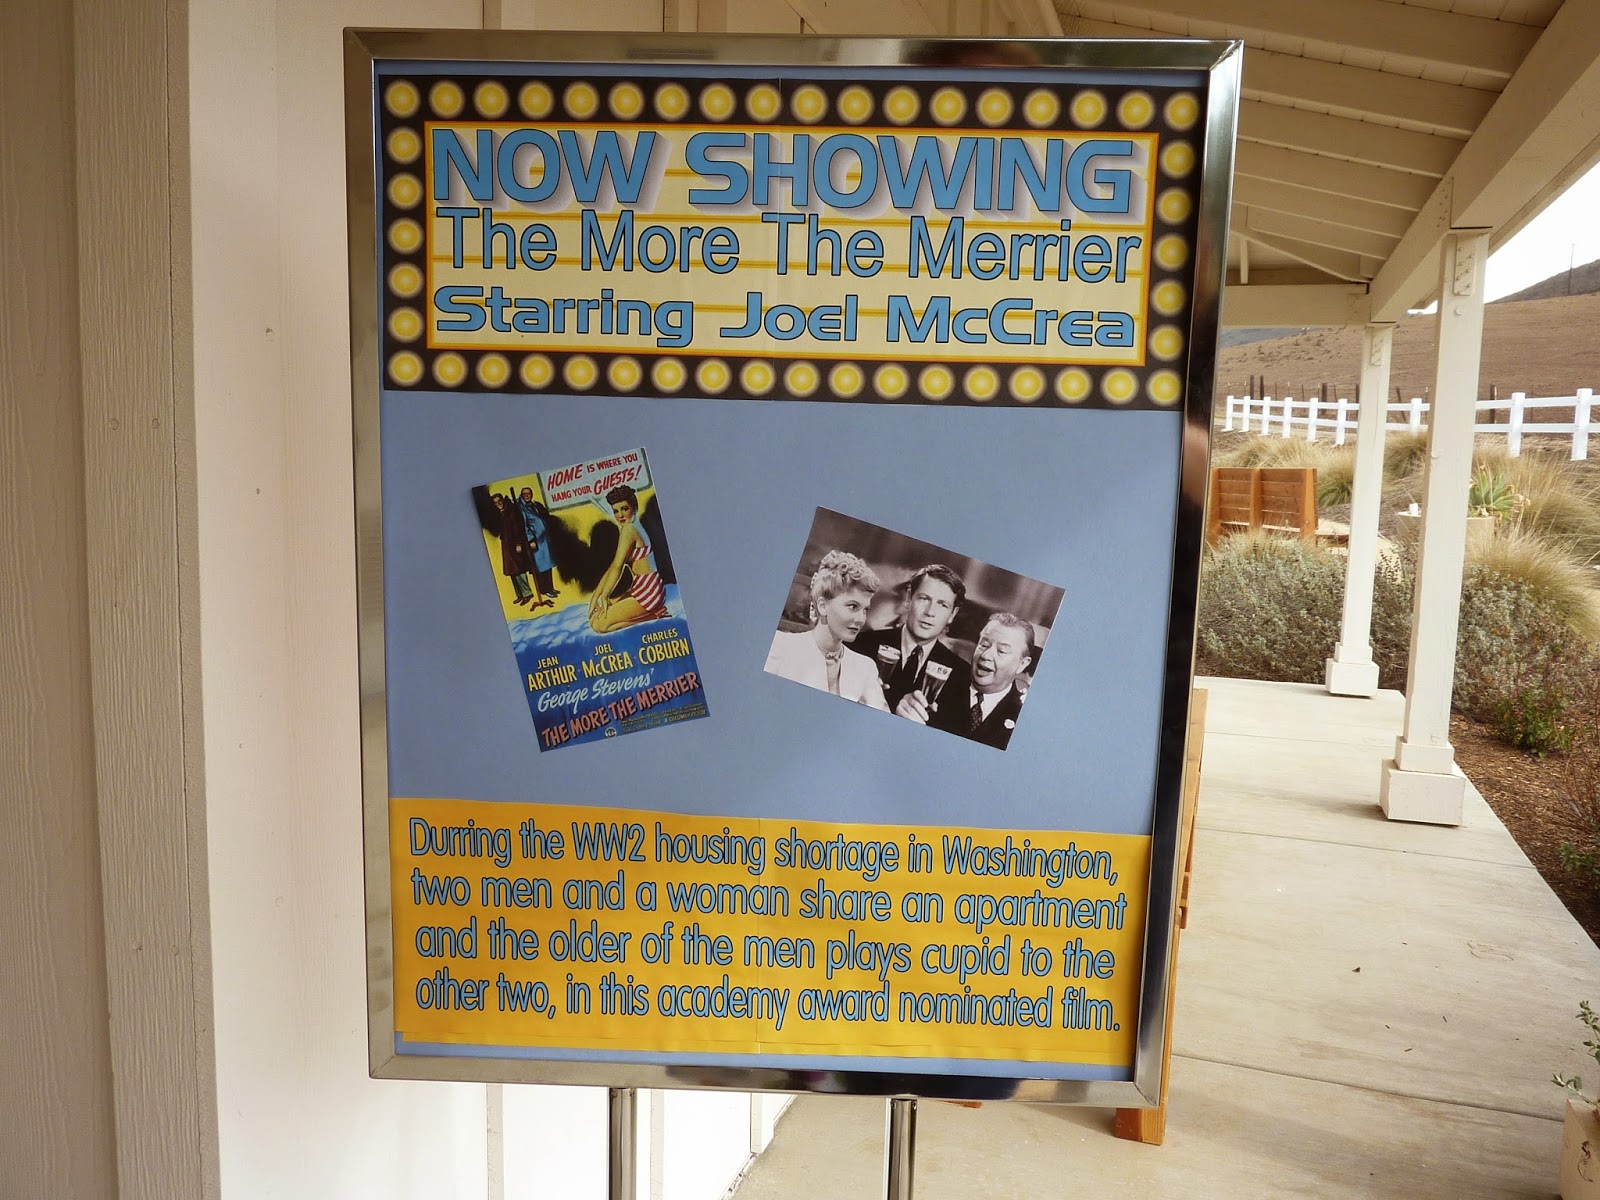 NOW SHOWING
The More The Merrier
Starring Joel McCrea
HOME IS WHERE YOU
HANG YOUR GUESTS!
JEAN
ARTHUR
JOEL
McCREA
CHARLES
COBURN
George Stevens'
THE MORE THE MERRIER
Durring the WW2 housing shortage in Washington,
two men and a woman share an apartment
and the older of the men plays cupid to the
other two, in this academy award nominated film.